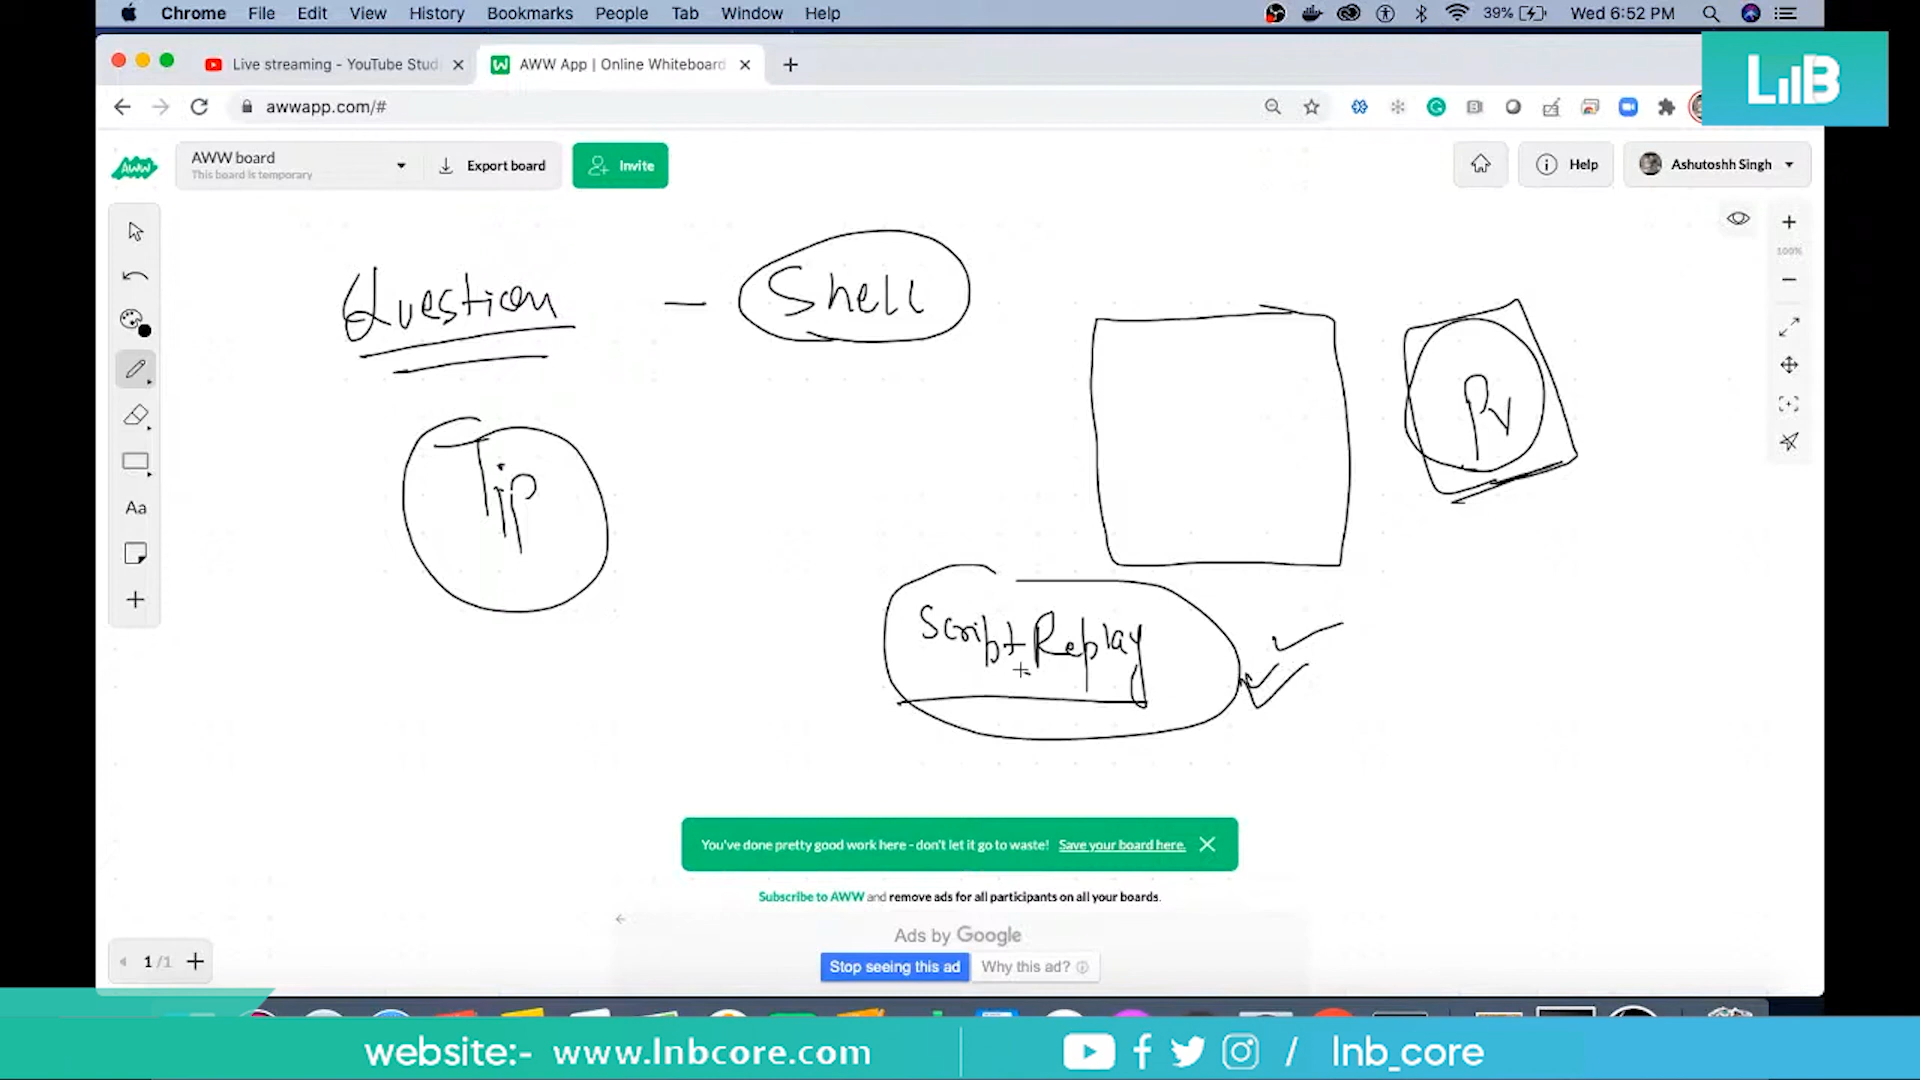 Chrome File Edit View History Bookmarks People Tab Window Help 39% Wed 6:52 PM
Live streaming - YouTube Stud AWW App | Online Whiteboard
LB
awwapp.com/#
AWW
AWW board
This board is temporary
Export board
Invite
Help
Ashutoshh Singh
100%
Question — Shell
Pv
Tip
Script Replay
Aa
You've done pretty good work here - don't let it go to waste! Save your board here.
Subscribe to AWW and remove ads for all participants on all your boards.
Ads by Google
Stop seeing this ad Why this ad?
1 /1
website:- www.lnbcore.com / lnb_core